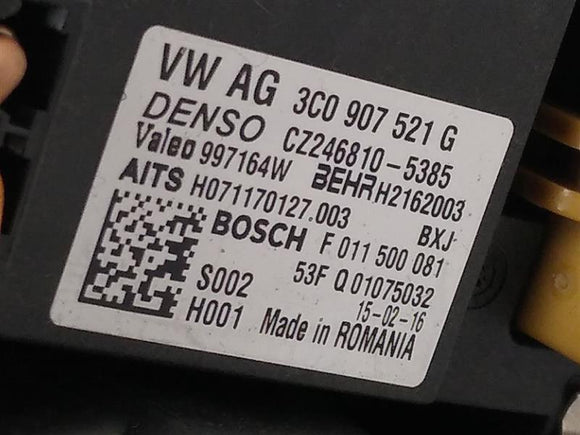 VW AG 3C0 907 521 G
DENSO CZ246810-5385
Valeo 997164W BEHR H2162003
AITS H071170127.003 BXJ
BOSCH F 011 500 081
S002 53F Q 01075032
H001 15-02-16
Made in ROMANIA